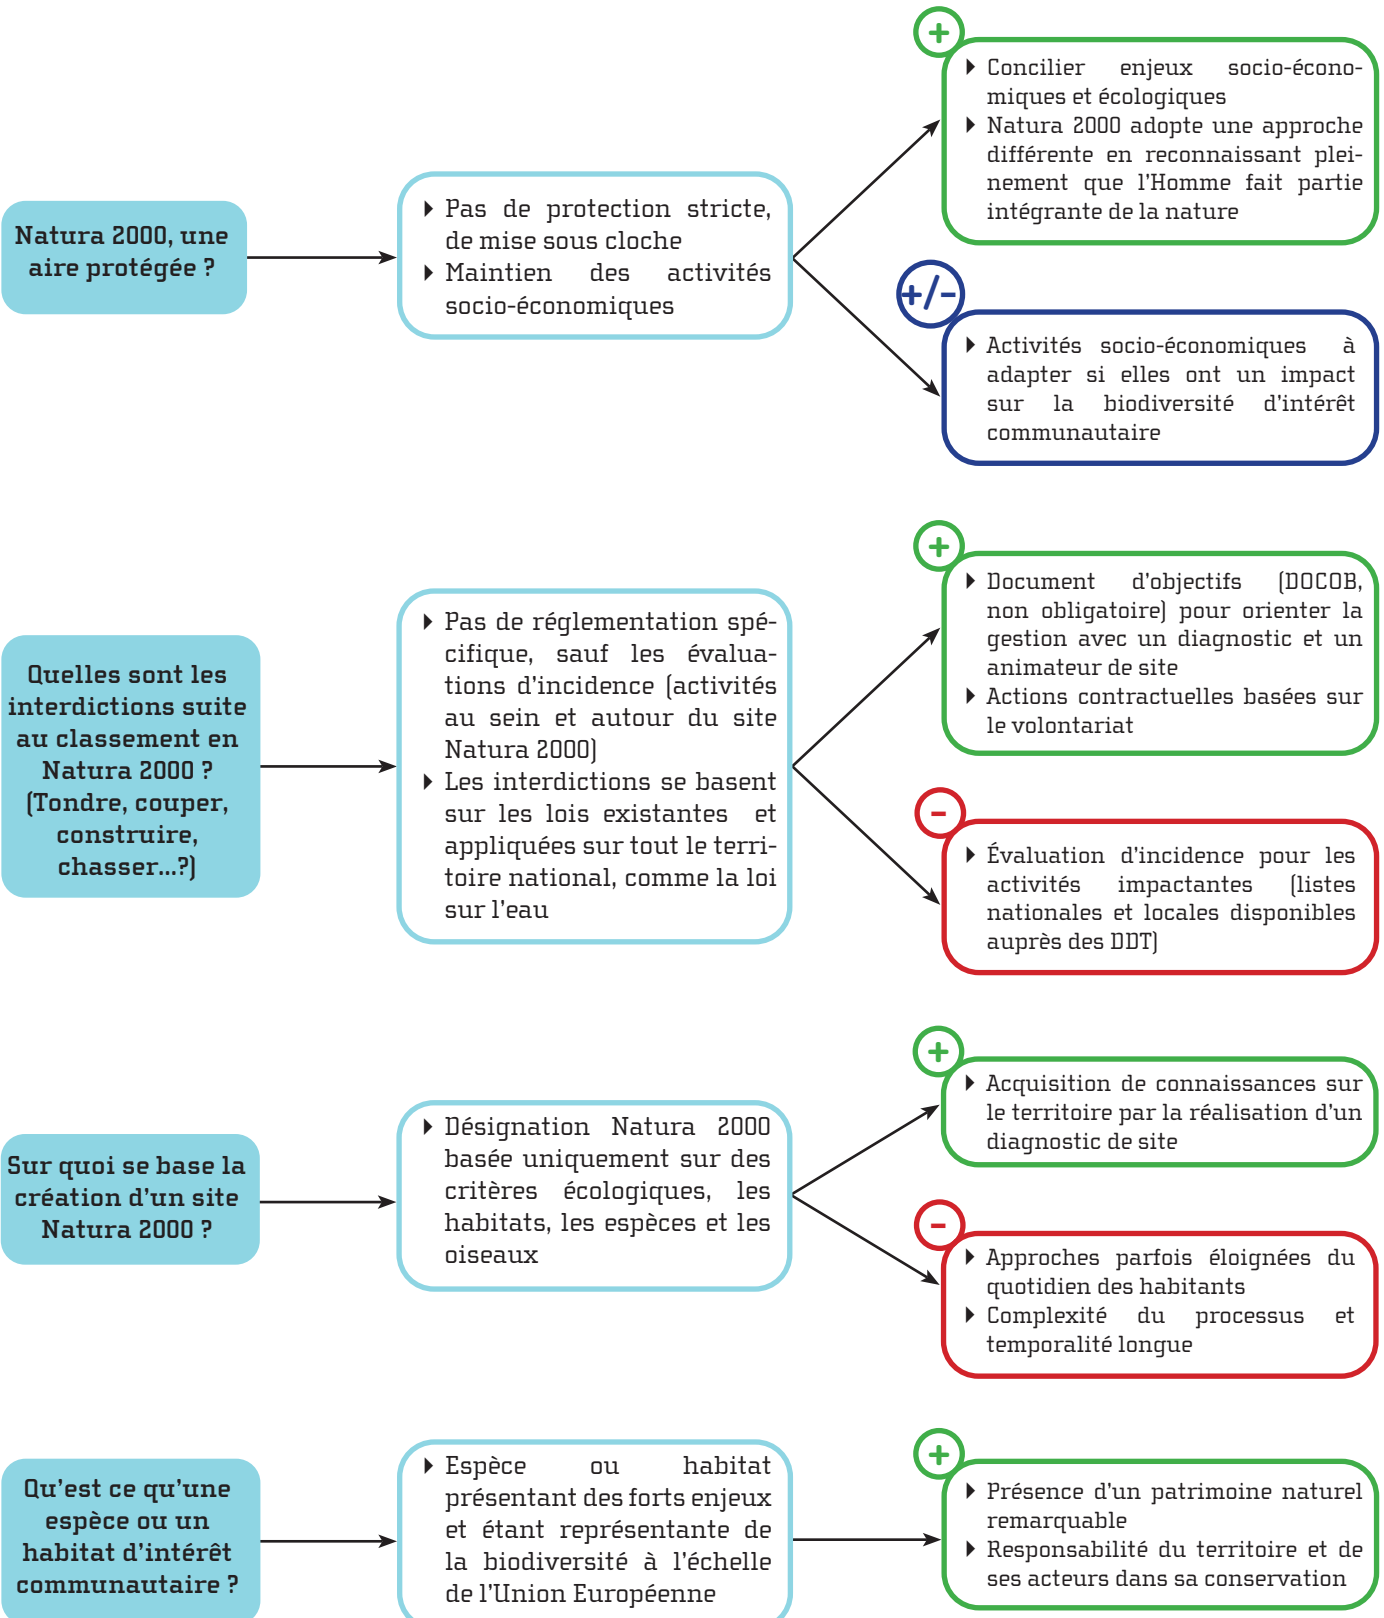 Natura 2000, une
aire protégée ?
▸ Pas de protection stricte,
de mise sous cloche
▸ Maintien des activités
socio-économiques
+
▸ Concilier enjeux socio-écono-
miques et écologiques
▸ Natura 2000 adopte une approche
différente en reconnaissant plei-
nement que l'Homme fait partie
intégrante de la nature
+/-
▸ Activités socio-économiques à
adapter si elles ont un impact
sur la biodiversité d'intérêt
communautaire
Quelles sont les
interdictions suite
au classement en
Natura 2000 ?
(Tondre, couper,
construire,
chasser...?)
▸ Pas de réglementation spé-
cifique, sauf les évalua-
tions d'incidence (activités
au sein et autour du site
Natura 2000)
▸ Les interdictions se basent
sur les lois existantes et
appliquées sur tout le terri-
toire national, comme la loi
sur l'eau
+
▸ Document d'objectifs (DOCOB,
non obligatoire) pour orienter la
gestion avec un diagnostic et un
animateur de site
▸ Actions contractuelles basées sur
le volontariat
-
▸ Évaluation d'incidence pour les
activités impactantes (listes
nationales et locales disponibles
auprès des DDT)
Sur quoi se base la
création d'un site
Natura 2000 ?
▸ Désignation Natura 2000
basée uniquement sur des
critères écologiques, les
habitats, les espèces et les
oiseaux
+
▸ Acquisition de connaissances sur
le territoire par la réalisation d'un
diagnostic de site
-
▸ Approches parfois éloignées du
quotidien des habitants
▸ Complexité du processus et
temporalité longue
Qu'est ce qu'une
espèce ou un
habitat d'intérêt
communautaire ?
▸ Espèce ou habitat
présentant des forts enjeux
et étant représentante de
la biodiversité à l'échelle
de l'Union Européenne
+
▸ Présence d'un patrimoine naturel
remarquable
▸ Responsabilité du territoire et de
ses acteurs dans sa conservation